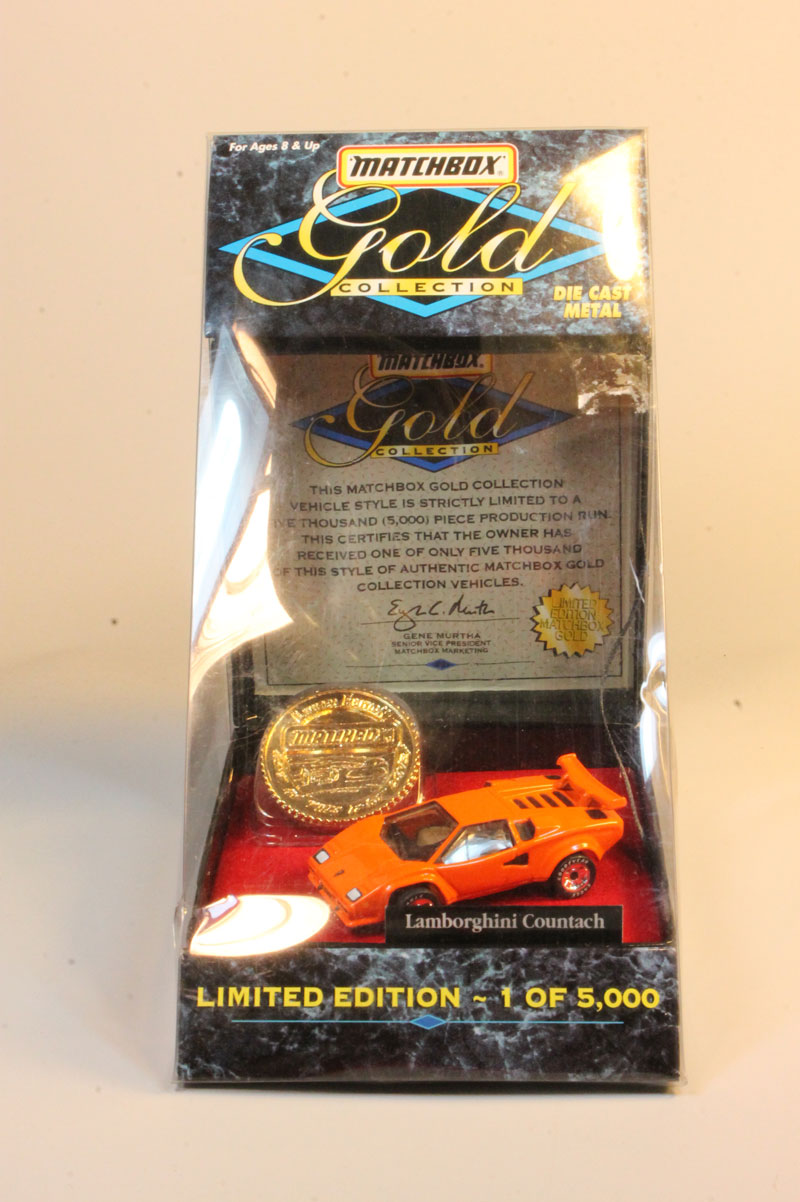 For Ages 8 & Up
MATCHBOX®
Gold
COLLECTION
DIE CAST
METAL
MATCHBOX®
Gold
COLLECTION
THIS MATCHBOX GOLD COLLECTION
VEHICLE STYLE IS STRICTLY LIMITED TO A
VE THOUSAND (5,000) PIECE PRODUCTION RUN.
THIS CERTIFIES THAT THE OWNER HAS
RECEIVED ONE OF ONLY FIVE THOUSAND
OF THIS STYLE OF AUTHENTIC MATCHBOX GOLD
COLLECTION VEHICLES.
GENE MURTHA
SENIOR VICE PRESIDENT
MATCHBOX MARKETING
LIMITED
EDITION
MATCHBOX
GOLD
MATCHBOX
Lamborghini Countach
LIMITED EDITION ~ 1 OF 5,000